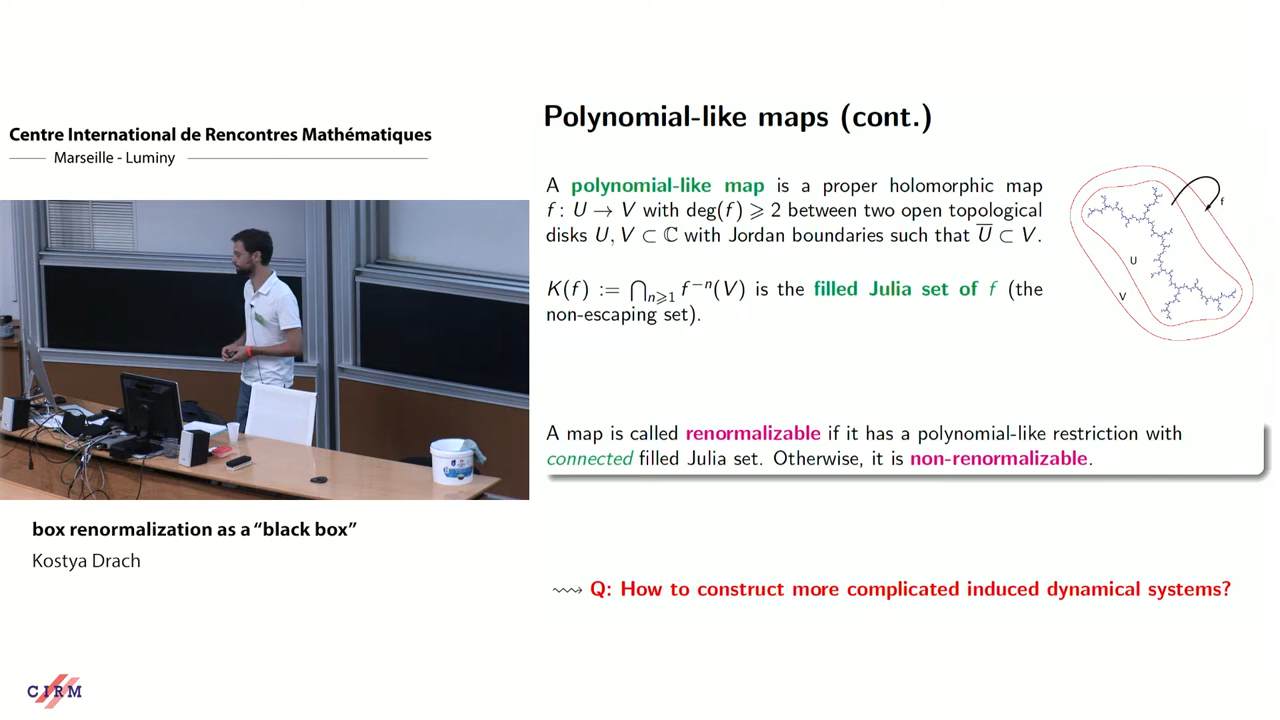 Centre International de Rencontres Mathématiques
Marseille - Luminy
box renormalization as a “black box”
Kostya Drach
CIRM
Polynomial-like maps (cont.)
A polynomial-like map is a proper holomorphic map
f : U → V with deg(f) ⩾ 2 between two open topological
disks U, V ⊂ ℂ with Jordan boundaries such that U̅ ⊂ V.
K(f) := ⋂ₙ⩾₁ f⁻ⁿ(V) is the filled Julia set of f (the
non-escaping set).
f
U
V
A map is called renormalizable if it has a polynomial-like restriction with
connected filled Julia set. Otherwise, it is non-renormalizable.
⇝ Q: How to construct more complicated induced dynamical systems?